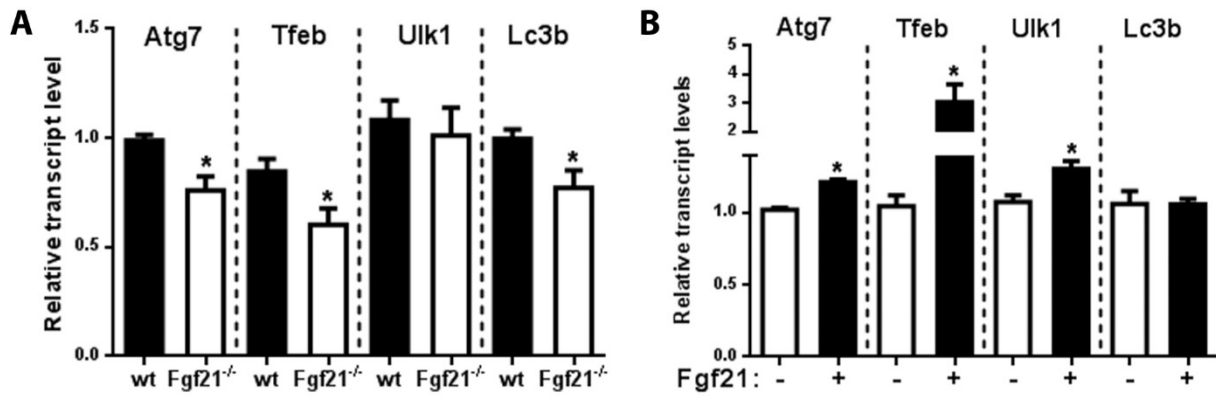 A
Relative transcript level
1.5
1.0
0.5
0.0
Atg7 Tfeb Ulk1 Lc3b
* * *
wt Fgf21-/- wt Fgf21-/- wt Fgf21-/- wt Fgf21-/-
B
Relative transcript levels
5
4
3
2
1.0
0.5
0.0
Atg7 Tfeb Ulk1 Lc3b
* * *
Fgf21: - + - + - + - +